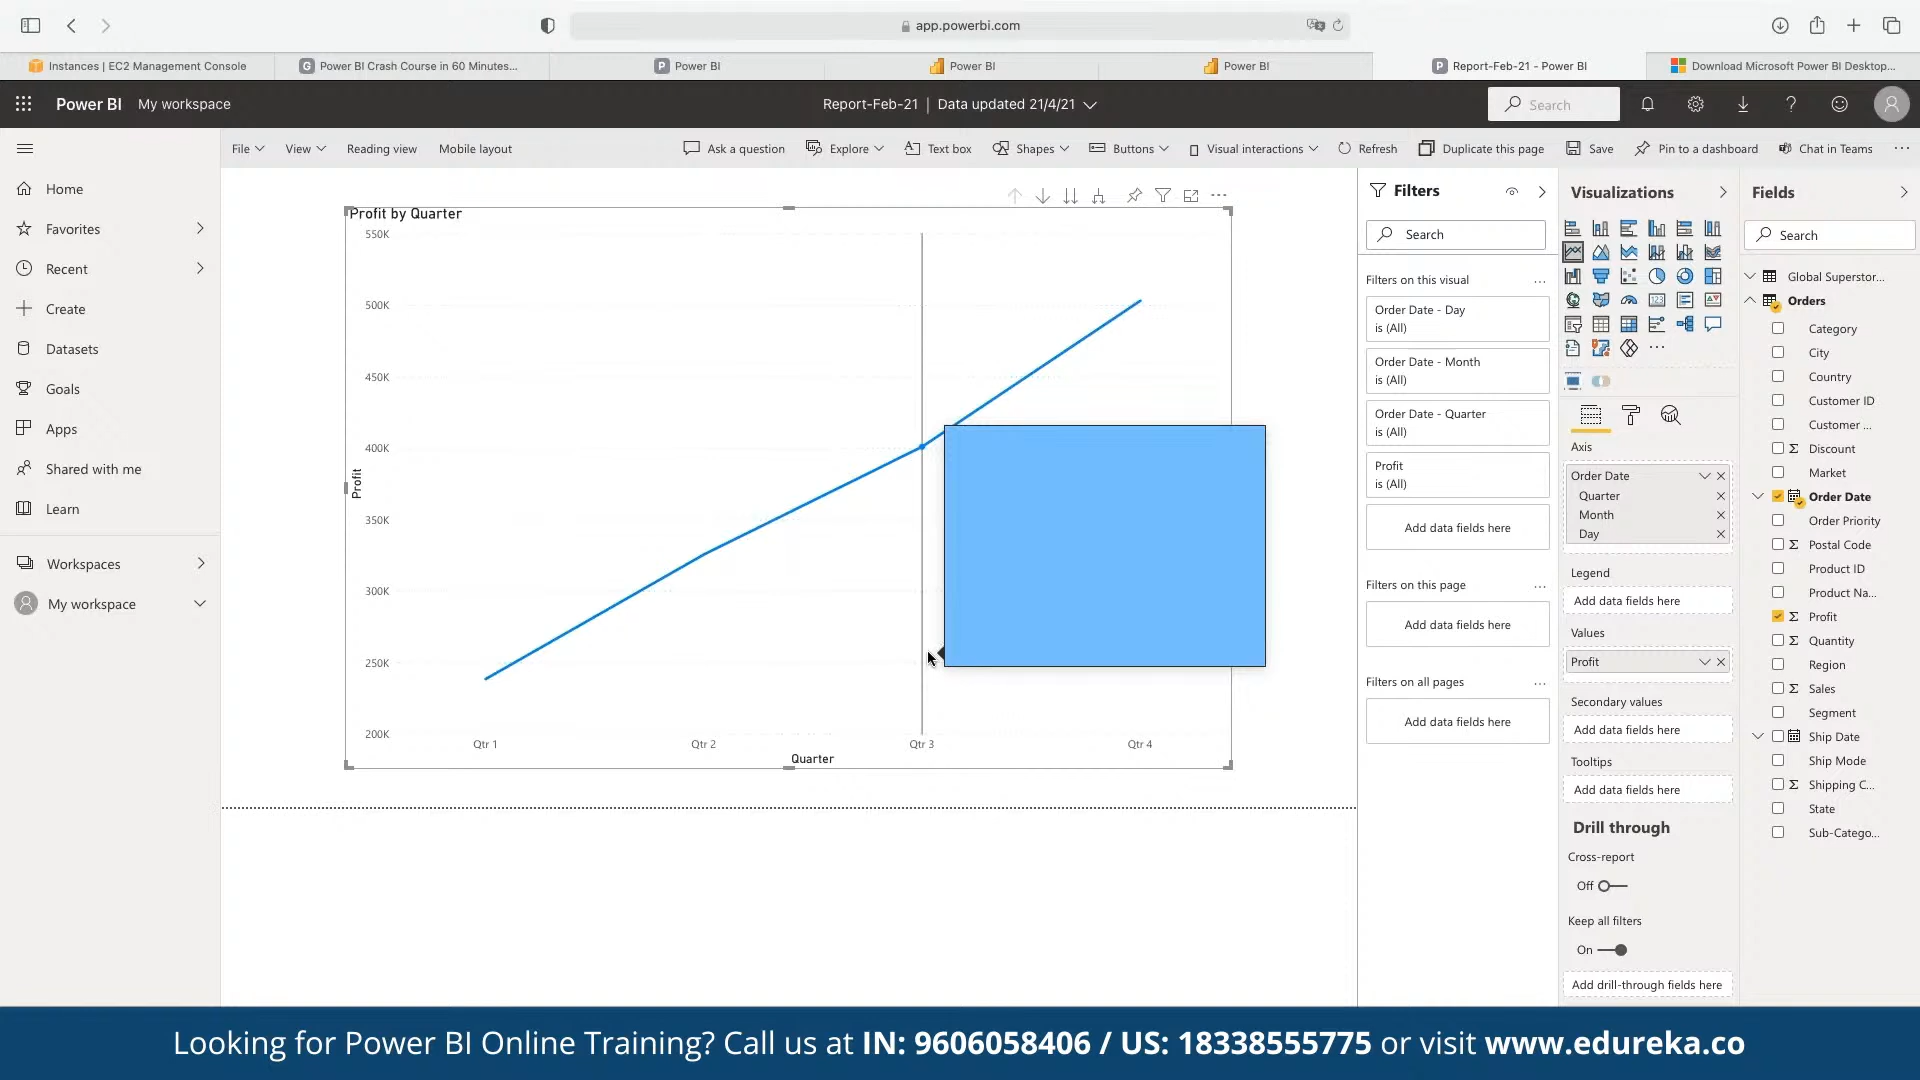 app.powerbi.com
Instances | EC2 Management Console
Power BI Crash Course in 60 Minutes...
Power BI
Power BI
Power BI
Report-Feb-21 - Power BI
Download Microsoft Power BI Desktop...
Power BI My workspace
Report-Feb-21 | Data updated 21/4/21
Search
File
View
Reading view
Mobile layout
Ask a question
Explore
Text box
Shapes
Buttons
Visual interactions
Refresh
Duplicate this page
Save
Pin to a dashboard
Chat in Teams
Home
Favorites
Recent
Create
Datasets
Goals
Apps
Shared with me
Learn
Workspaces
My workspace
Profit by Quarter
550K
500K
450K
400K
350K
300K
250K
200K
Profit
Qtr 1
Qtr 2
Qtr 3
Qtr 4
Quarter
Filters
Search
Filters on this visual
Order Date - Day
is (All)
Order Date - Month
is (All)
Order Date - Quarter
is (All)
Profit
is (All)
Add data fields here
Filters on this page
Add data fields here
Filters on all pages
Add data fields here
Visualizations
123
Axis
Order Date
Quarter
Month
Day
Legend
Add data fields here
Values
Profit
Secondary values
Add data fields here
Tooltips
Add data fields here
Drill through
Cross-report
Off
Keep all filters
On
Add drill-through fields here
Fields
Search
Global Superstor...
Orders
Category
City
Country
Customer ID
Customer ...
Discount
Market
Order Date
Order Priority
Postal Code
Product ID
Product Na...
Profit
Quantity
Region
Sales
Segment
Ship Date
Ship Mode
Shipping C...
State
Sub-Catego...
Looking for Power BI Online Training? Call us at IN: 9606058406 / US: 18338555775 or visit www.edureka.co